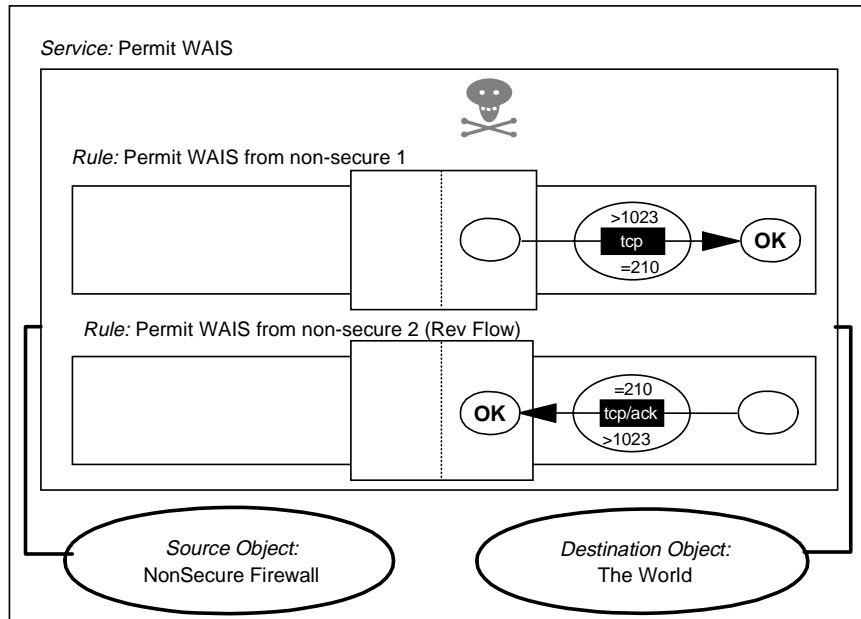 Service: Permit WAIS
Rule: Permit WAIS from non-secure 1
>1023
tcp
=210
OK
Rule: Permit WAIS from non-secure 2 (Rev Flow)
OK
=210
tcp/ack
>1023
Source Object:
NonSecure Firewall
Destination Object:
The World